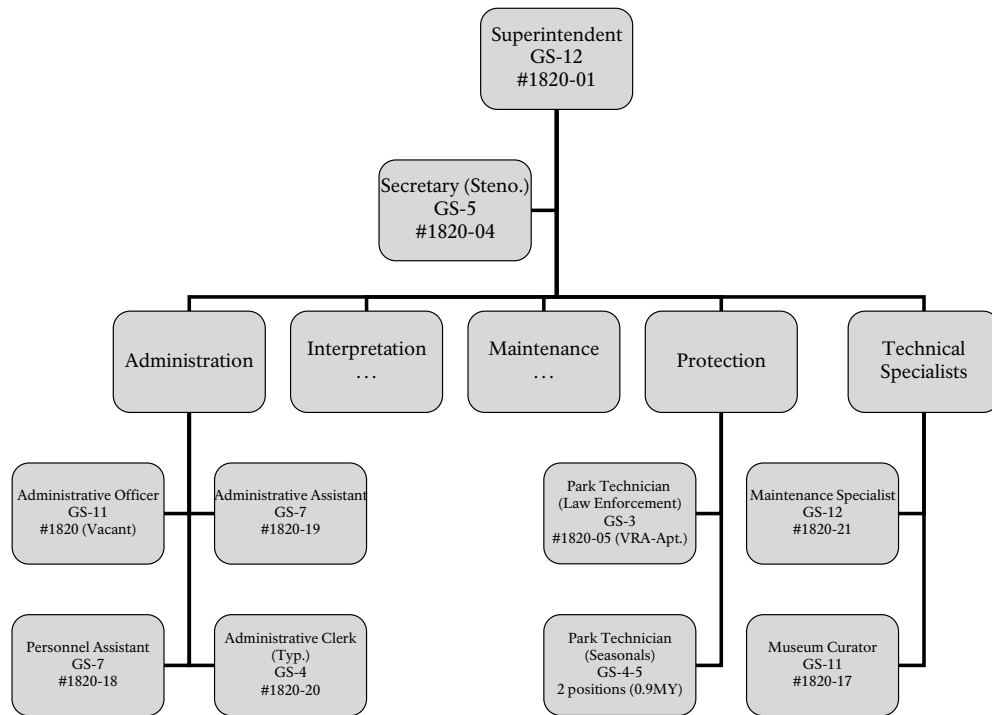 Superintendent
GS-12
#1820-01
Secretary (Steno.)
GS-5
#1820-04
Administration
Interpretation
...
Maintenance
...
Protection
Technical
Specialists
Administrative Officer
GS-11
#1820 (Vacant)
Administrative Assistant
GS-7
#1820-19
Park Technician
(Law Enforcement)
GS-3
#1820-05 (VRA-Apt.)
Maintenance Specialist
GS-12
#1820-21
Personnel Assistant
GS-7
#1820-18
Administrative Clerk
(Typ.)
GS-4
#1820-20
Park Technician
(Seasonals)
GS-4-5
2 positions (0.9MY)
Museum Curator
GS-11
#1820-17